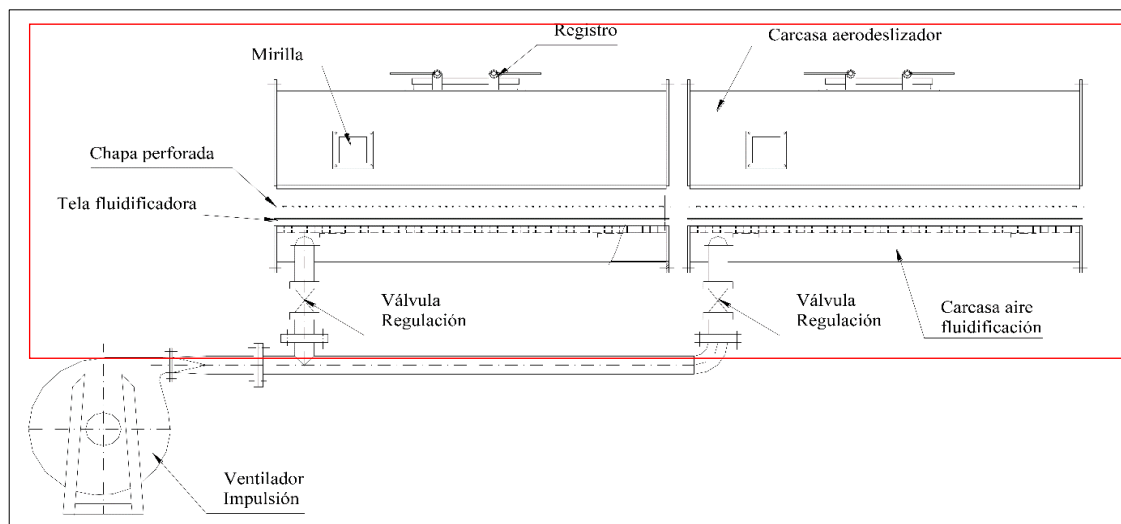 Registro
Carcasa aerodeslizador
Mirilla
Chapa perforada
Tela fluidificadora
Válvula
Regulación
Válvula
Regulación
Carcasa aire
fluidificación
Ventilador
Impulsión